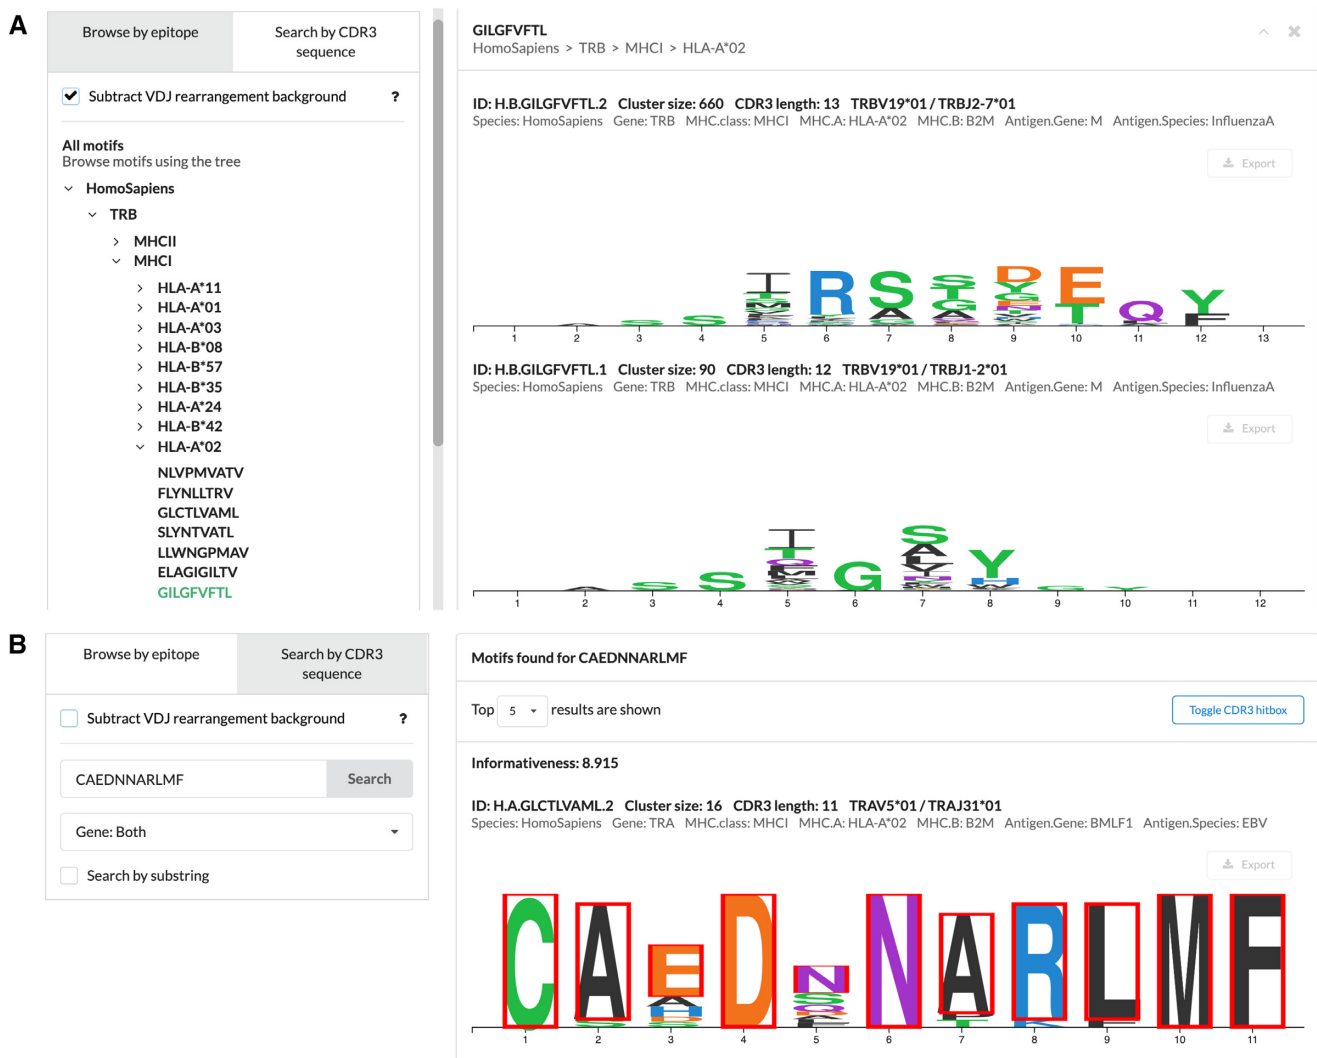 A
Browse by epitope
Search by CDR3
sequence
Subtract VDJ rearrangement background ?
All motifs
Browse motifs using the tree
HomoSapiens
TRB
MHCII
MHCI
HLA-A*11
HLA-A*01
HLA-A*03
HLA-B*08
HLA-B*57
HLA-B*35
HLA-A*24
HLA-B*42
HLA-A*02
NLVPMVATV
FLYNLLTRV
GLCTLVAML
SLYNTVATL
LLWNGPMAV
ELAGIGILTV
GILGFVFTL
GILGFVFTL
HomoSapiens > TRB > MHCI > HLA-A*02
ID: H.B.GILGFVFTL.2 Cluster size: 660 CDR3 length: 13 TRBV19*01 / TRBJ2-7*01
Species: HomoSapiens Gene: TRB MHC.class: MHCI MHC.A: HLA-A*02 MHC.B: B2M Antigen.Gene: M Antigen.Species: InfluenzaA
Export
1 2 3 4 5 6 7 8 9 10 11 12 13
ID: H.B.GILGFVFTL.1 Cluster size: 90 CDR3 length: 12 TRBV19*01 / TRBJ1-2*01
Species: HomoSapiens Gene: TRB MHC.class: MHCI MHC.A: HLA-A*02 MHC.B: B2M Antigen.Gene: M Antigen.Species: InfluenzaA
Export
1 2 3 4 5 6 7 8 9 10 11 12
B
Browse by epitope
Search by CDR3
sequence
Subtract VDJ rearrangement background ?
CAEDNNARLMF Search
Gene: Both
Search by substring
Motifs found for CAEDNNARLMF
Top 5 results are shown
Toggle CDR3 hitbox
Informativeness: 8.915
ID: H.A.GLCTLVAML.2 Cluster size: 16 CDR3 length: 11 TRAV5*01 / TRAJ31*01
Species: HomoSapiens Gene: TRA MHC.class: MHCI MHC.A: HLA-A*02 MHC.B: B2M Antigen.Gene: BMLF1 Antigen.Species: EBV
Export
C A E D N N A R L M F
1 2 3 4 5 6 7 8 9 10 11